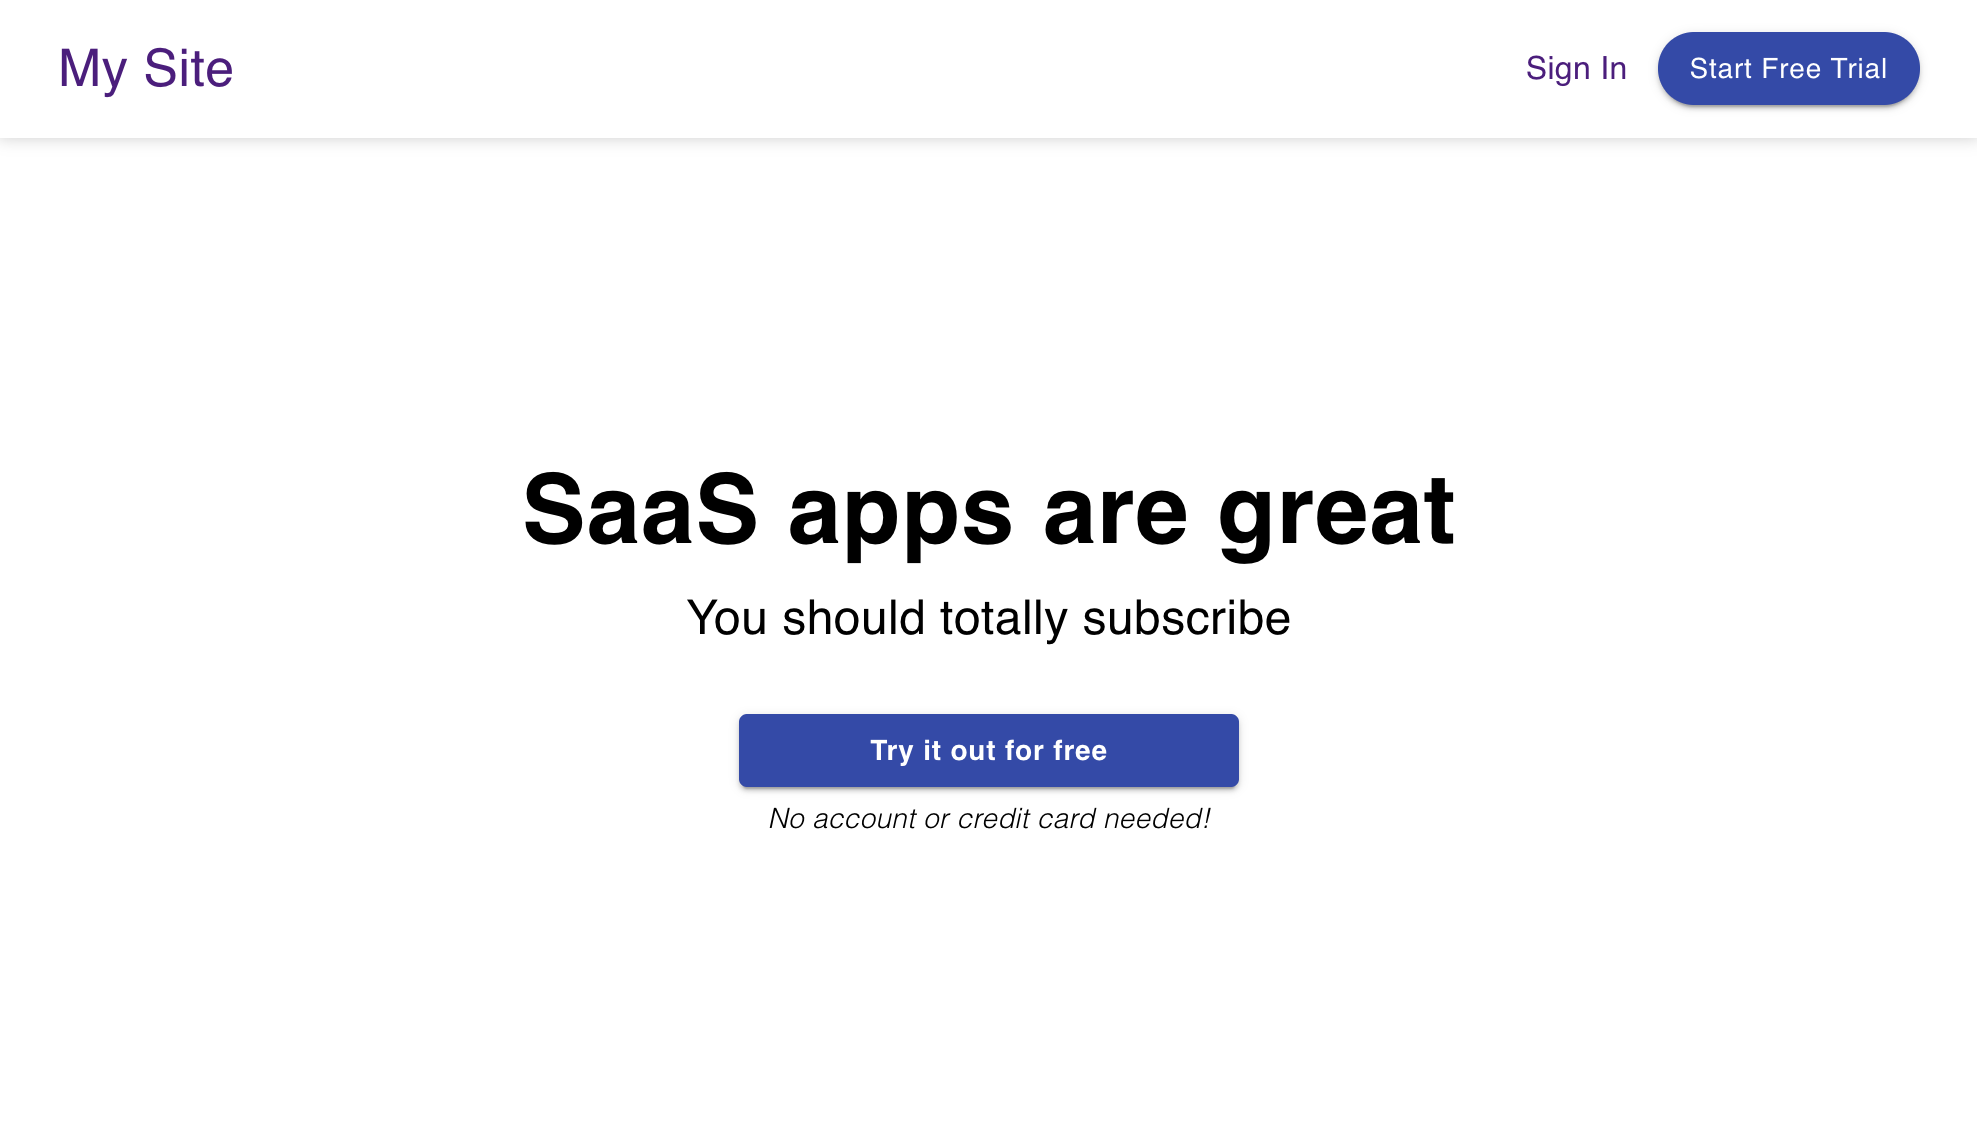 My Site
Sign In
Start Free Trial
SaaS apps are great
You should totally subscribe
Try it out for free
No account or credit card needed!